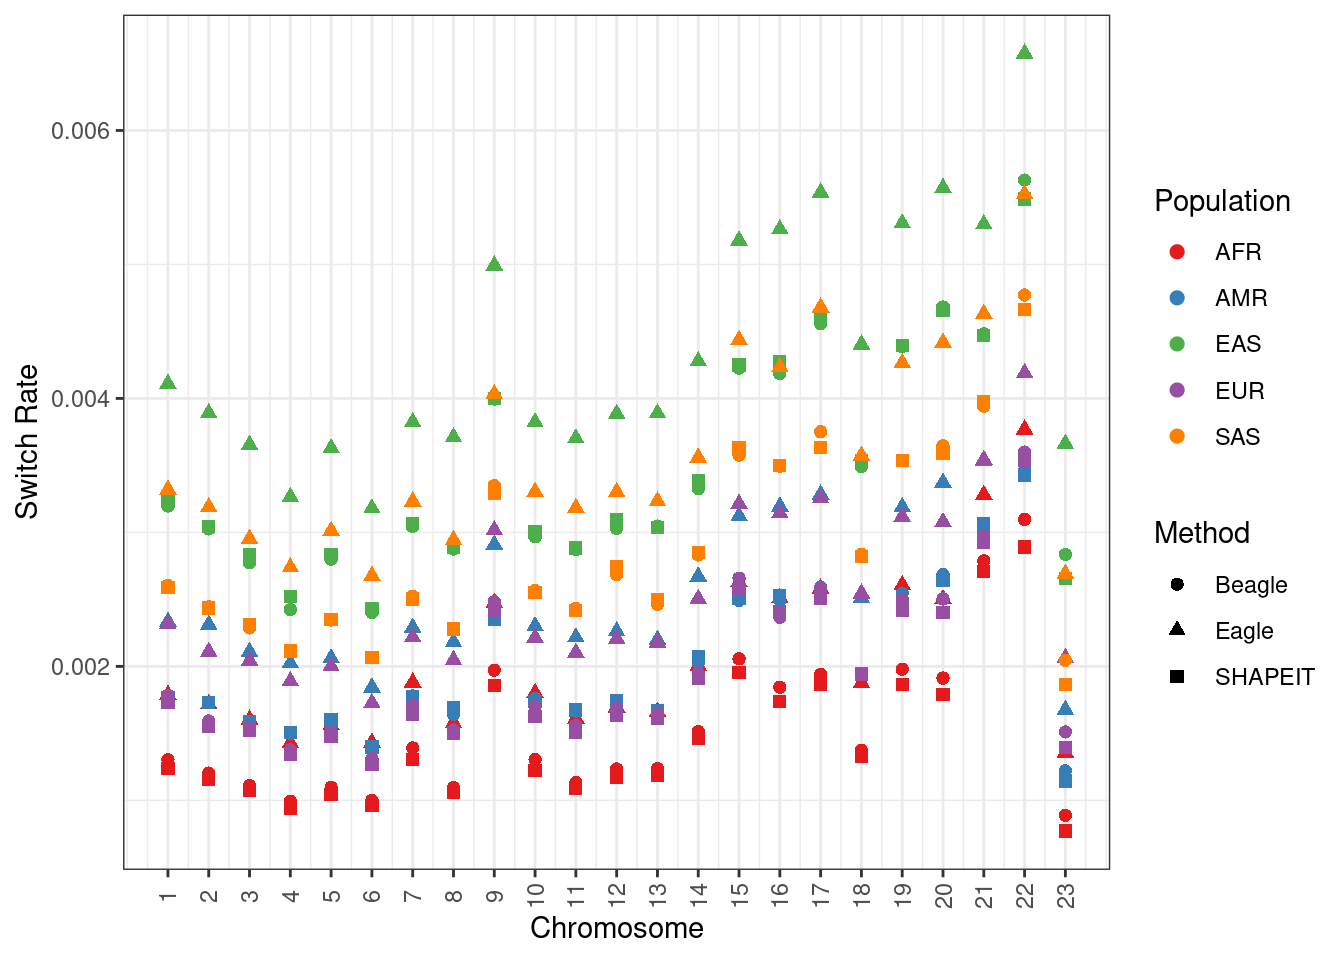 0.006
0.004
0.002
Switch Rate
1 2 3 4 5 6 7 8 9 10 11 12 13 14 15 16 17 18 19 20 21 22 23
Chromosome
Population
AFR
AMR
EAS
EUR
SAS
Method
Beagle
Eagle
SHAPEIT